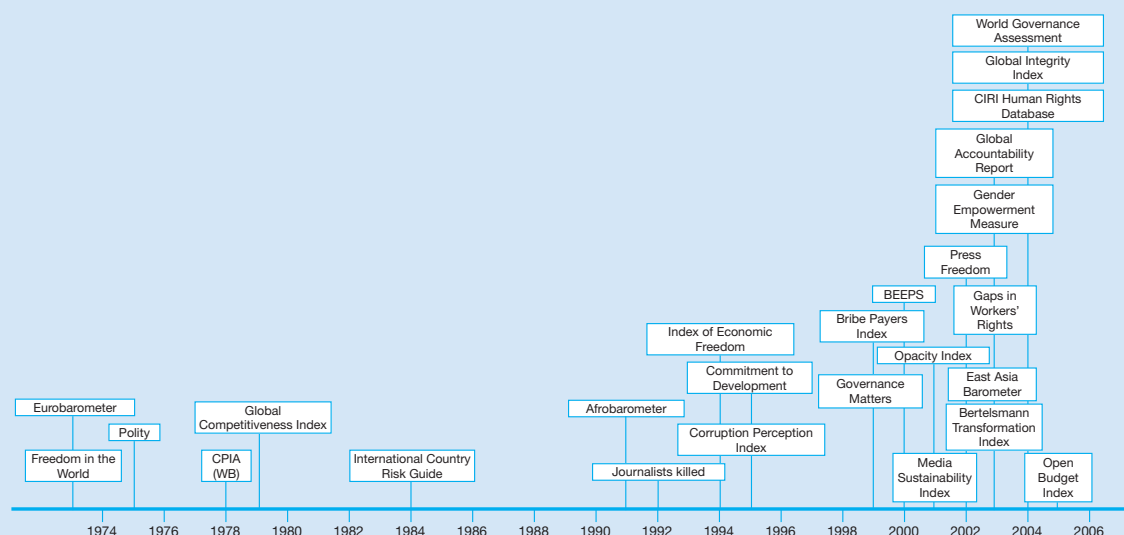 World Governance
Assessment
Global Integrity
Index
CIRI Human Rights
Database
Global
Accountability
Report
Gender
Empowerment
Measure
Press
Freedom
BEEPS
Gaps in
Workers'
Rights
Bribe Payers
Index
Index of Economic
Freedom
Opacity Index
Commitment to
Development
East Asia
Barometer
Governance
Matters
Eurobarometer
Global
Competitiveness Index
Afrobarometer
Bertelsmann
Transformation
Index
Polity
Corruption Perception
Index
Freedom in the
World
CPIA
(WB)
International Country
Risk Guide
Journalists killed
Media
Sustainability
Index
Open
Budget
Index
1974 1976 1978 1980 1982 1984 1986 1988 1990 1992 1994 1996 1998 2000 2002 2004 2006